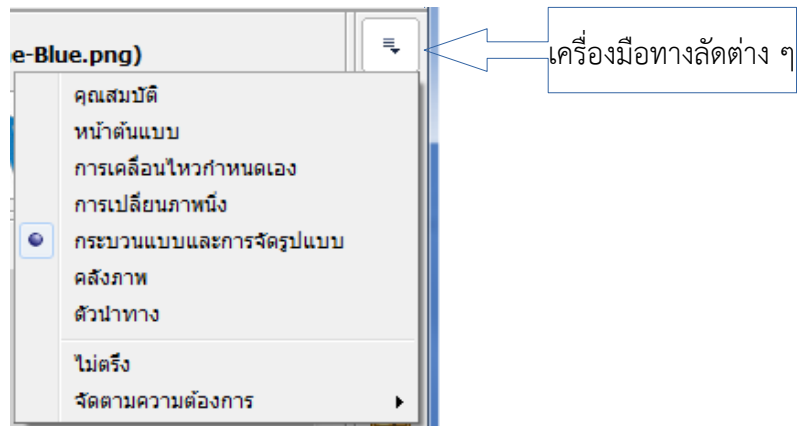 e-Blue.png)
เครื่องมือทางลัดต่าง ๆ
คุณสมบัติ
หน้าต้นแบบ
การเคลื่อนไหวกำหนดเอง
การเปลี่ยนภาพนิ่ง
กระบวนแบบและการจัดรูปแบบ
คลังภาพ
ตัวนำทาง
ไม่ตรึง
จัดตามความต้องการ